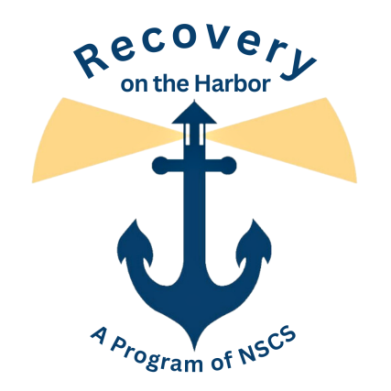 Recovery
on the Harbor
A Program of NSCS